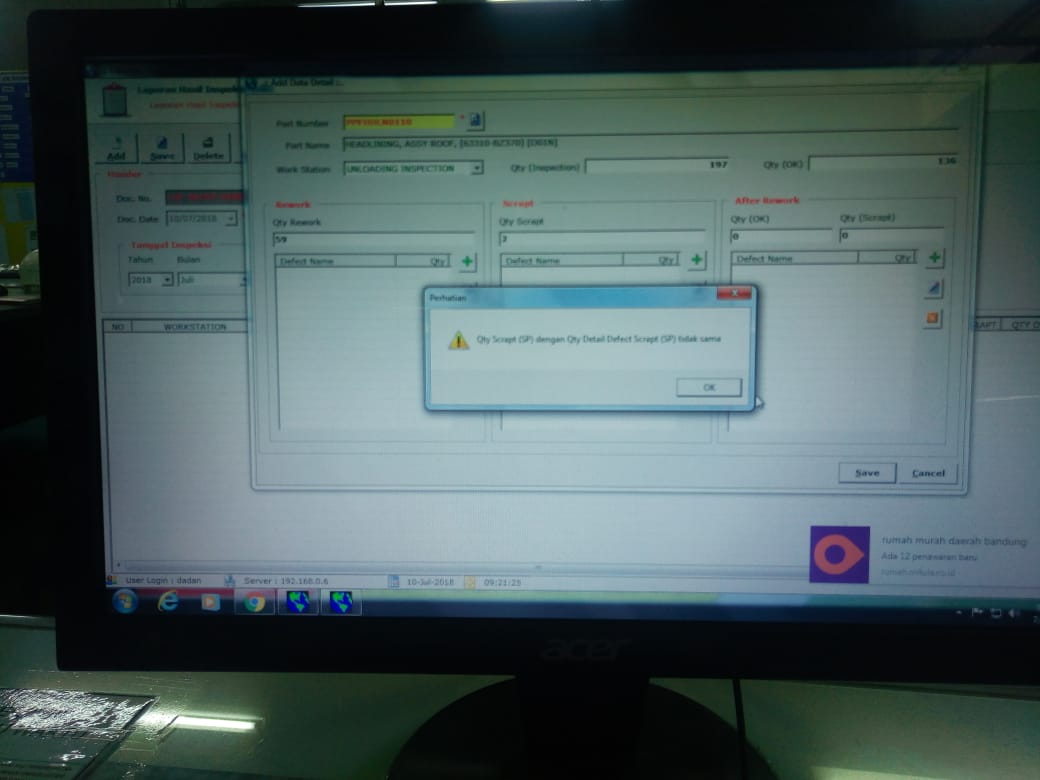 Laporan Hasil Inspeksi
Add Data Detail
Add
Save
Delete
Header
Doc. No.
Doc. Date 10/07/2018
Tanggal Inspeksi
Tahun Bulan
2018 Juli
NO WORKSTATION
Part Number
Part Name HEADLINING, ASSY ROOF,
Work Station UNLOADING INSPECTION Qty (Inspection) 197 Qty (OK) 136
Rework
Qty Rework
59
Defect Name Qty
Scrapt
Qty Scrapt
2
Defect Name Qty
After Rework
Qty (OK) Qty (Scrapt)
0 0
Defect Name Qty
Perhatian
Qty Scrapt (SP) dengan Qty Detail Defect Scrapt (SP) tidak sama
OK
Save Cancel
rumah murah daerah bandung
Ada 12 penawaran baru
User Login : dadan Server : 192.168.0.6 10-Jul-2018 09:21:25
acer